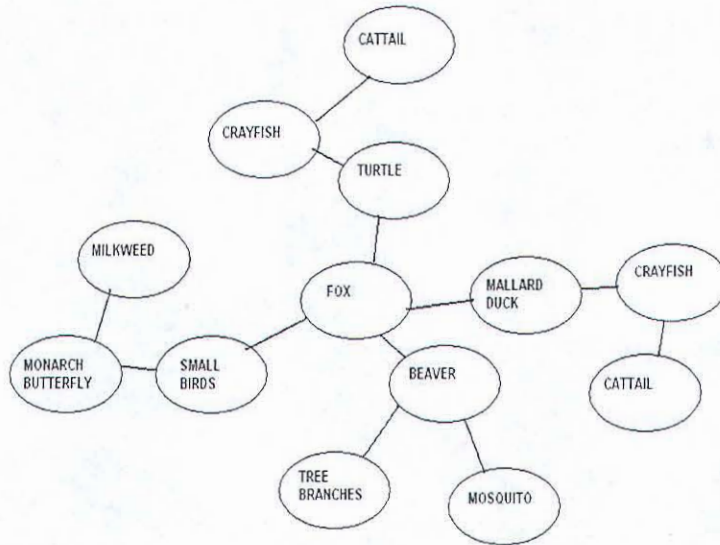 CATTAIL
CRAYFISH
TURTLE
MILKWEED
FOX
MALLARD
DUCK
CRAYFISH
MONARCH
BUTTERFLY
SMALL
BIRDS
BEAVER
CATTAIL
TREE
BRANCHES
MOSQUITO